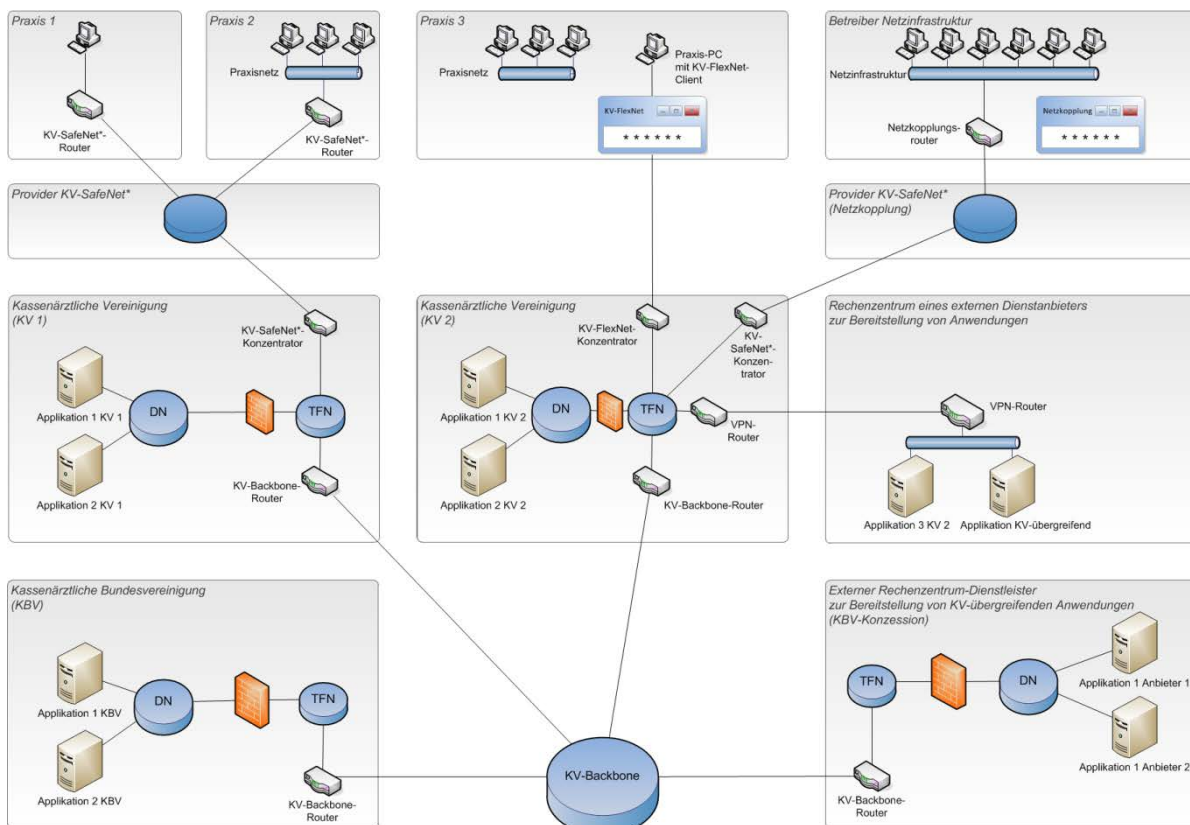 Praxis 1
KV-SafeNet*-
Router
Praxis 2
Praxisnetz
KV-SafeNet*-
Router
Praxis 3
Praxisnetz
Praxis-PC
mit KV-FlexNet-
Client
KV-FlexNet
* * * * * *
Betreiber Netzinfrastruktur
Netzinfrastruktur
Netzkopplungs-
router
Netzkopplung
* * * * * *
Provider KV-SafeNet*
Provider KV-SafeNet*
(Netzkopplung)
Kassenärztliche Vereinigung
(KV 1)
KV-SafeNet*-
Konzentrator
Applikation 1 KV 1
DN
TFN
Applikation 2 KV 1
KV-Backbone-
Router
Kassenärztliche Vereinigung
(KV 2)
KV-FlexNet-
Konzentrator
KV-
SafeNet*-
Konzen-
trator
Applikation 1 KV 2
DN
TFN
VPN-
Router
Applikation 2 KV 2
KV-Backbone-Router
Rechenzentrum eines externen Dienstanbieters
zur Bereitstellung von Anwendungen
VPN-Router
Applikation 3 KV 2
Applikation KV-übergreifend
Kassenärztliche Bundesvereinigung
(KBV)
Applikation 1 KBV
DN
TFN
Applikation 2 KBV
KV-Backbone-
Router
KV-Backbone
Externer Rechenzentrum-Dienstleister
zur Bereitstellung von KV-übergreifenden Anwendungen
(KBV-Konzession)
TFN
DN
Applikation 1 Anbieter 1
Applikation 1 Anbieter 2
KV-Backbone-
Router